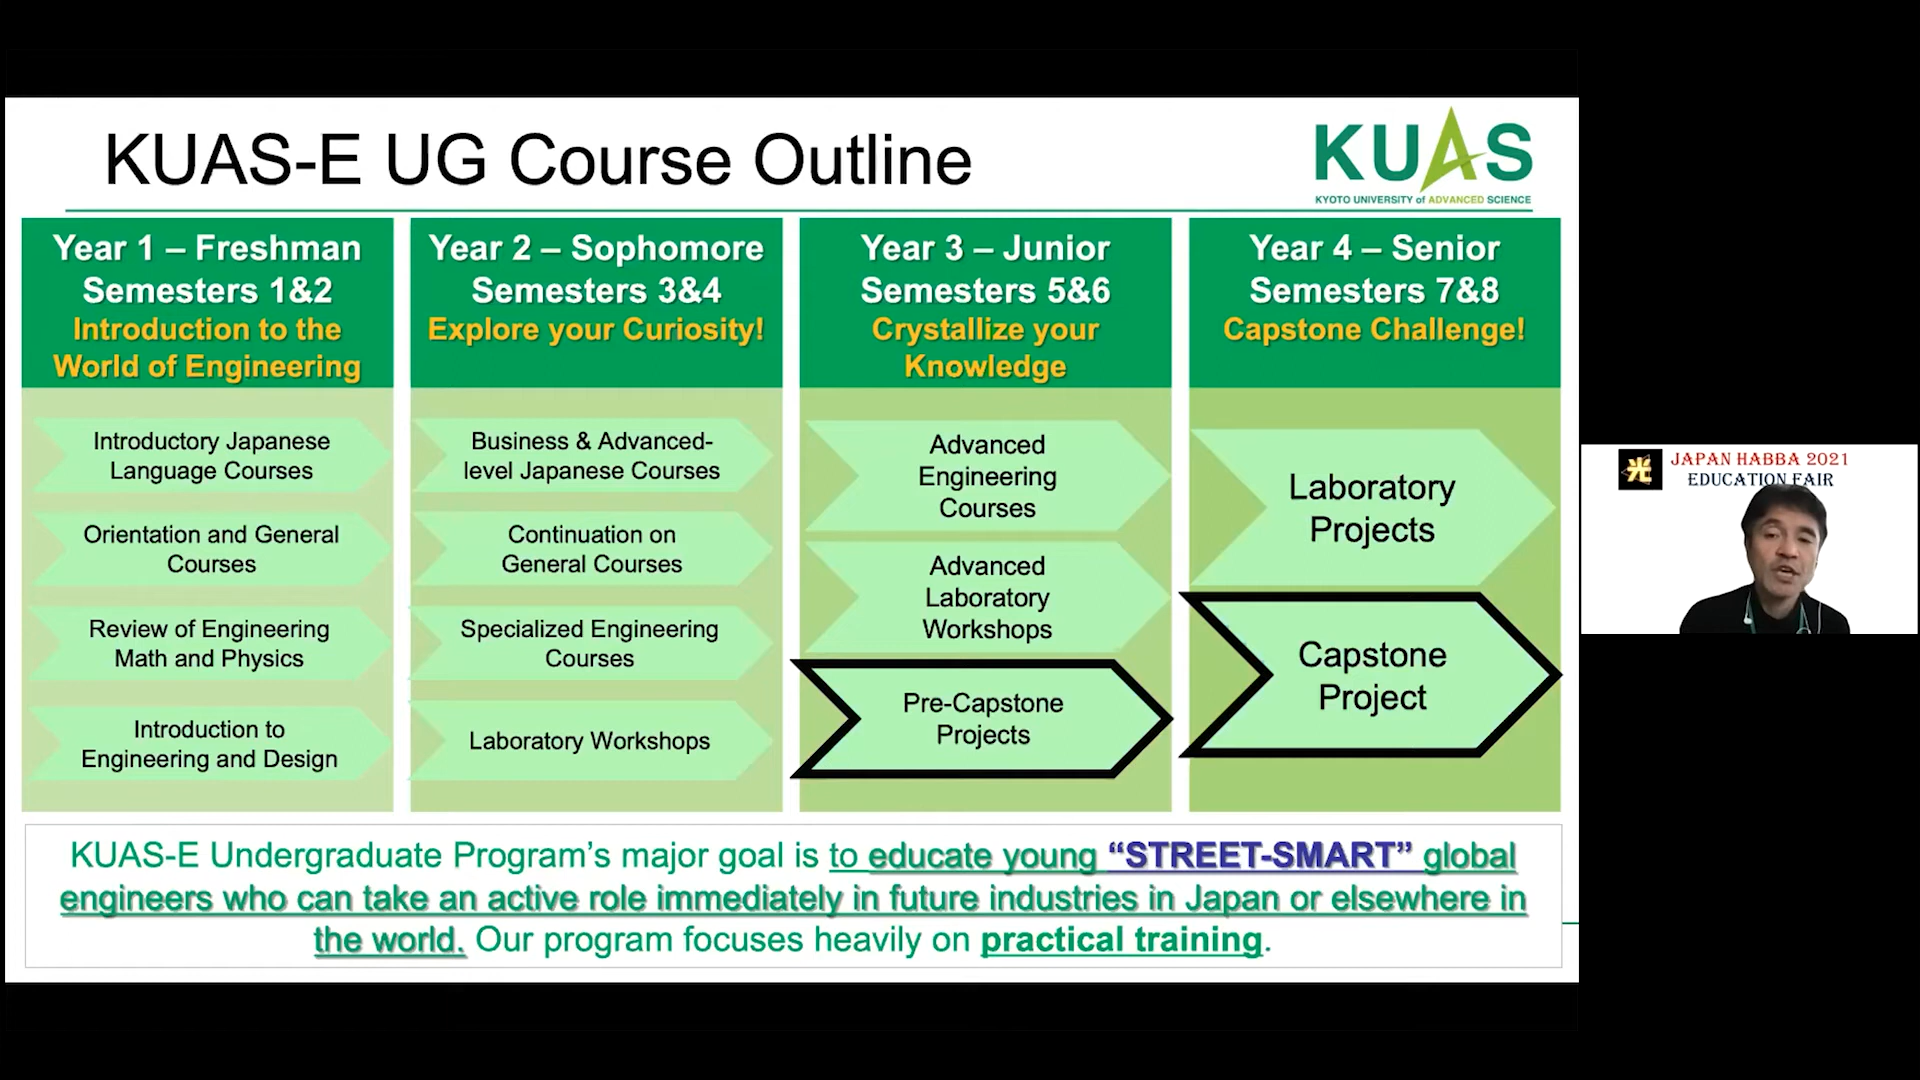 KUAS-E UG Course Outline
KUAS
KYOTO UNIVERSITY of ADVANCED SCIENCE
Year 1 – Freshman
Semesters 1&2
Introduction to the
World of Engineering
Introductory Japanese
Language Courses
Orientation and General
Courses
Review of Engineering
Math and Physics
Introduction to
Engineering and Design
Year 2 – Sophomore
Semesters 3&4
Explore your Curiosity!
Business & Advanced-
level Japanese Courses
Continuation on
General Courses
Specialized Engineering
Courses
Laboratory Workshops
Year 3 – Junior
Semesters 5&6
Crystallize your
Knowledge
Advanced
Engineering
Courses
Advanced
Laboratory
Workshops
Pre-Capstone
Projects
Year 4 – Senior
Semesters 7&8
Capstone Challenge!
Laboratory
Projects
Capstone
Project
KUAS-E Undergraduate Program’s major goal is to educate young “STREET-SMART” global
engineers who can take an active role immediately in future industries in Japan or elsewhere in
the world. Our program focuses heavily on practical training.
光
JAPAN HABBA 2021
EDUCATION FAIR